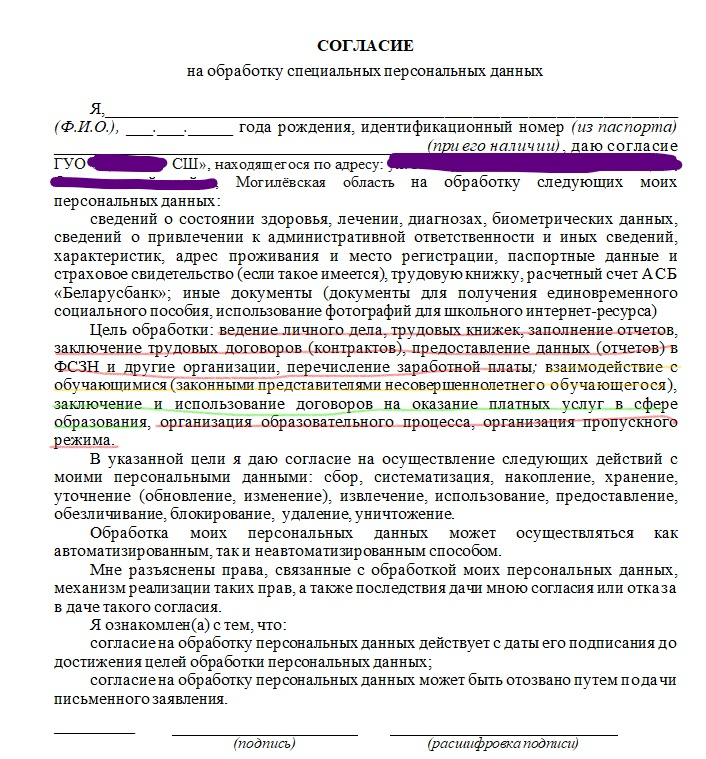 СОГЛАСИЕ
на обработку специальных персональных данных
Я,
(Ф.И.О.), ___.___.______ года рождения, идентификационный номер (из паспорта)
(при его наличии), даю согласие
ГУО СШ», находящегося по адресу:
Могилёвская область на обработку следующих моих
персональных данных:
сведений о состоянии здоровья, лечении, диагнозах, биометрических данных,
сведений о привлечении к административной ответственности и иных сведений,
характеристик, адрес проживания и место регистрации, паспортные данные и
страховое свидетельство (если такое имеется), трудовую книжку, расчетный счет АСБ
«Беларусбанк»; иные документы (документы для получения единовременного
социального пособия, использование фотографий для школьного интернет-ресурса)
Цель обработки: ведение личного дела, трудовых книжек, заполнение отчетов,
заключение трудовых договоров (контрактов), предоставление данных (отчетов) в
ФСЗН и другие организации, перечисление заработной платы; взаимодействие с
обучающимися (законными представителями несовершеннолетнего обучающегося),
заключение и использование договоров на оказание платных услуг в сфере
образования, организация образовательного процесса, организация пропускного
режима.
В указанной цели я даю согласие на осуществление следующих действий с
моими персональными данными: сбор, систематизация, накопление, хранение,
уточнение (обновление, изменение), извлечение, использование, предоставление,
обезличивание, блокирование, удаление, уничтожение.
Обработка моих персональных данных может осуществляться как
автоматизированным, так и неавтоматизированным способом.
Мне разъяснены права, связанные с обработкой моих персональных данных,
механизм реализации таких прав, а также последствия дачи мною согласия или отказа
в даче такого согласия.
Я ознакомлен(а) с тем, что:
согласие на обработку персональных данных действует с даты его подписания до
достижения целей обработки персональных данных;
согласие на обработку персональных данных может быть отозвано путем подачи
письменного заявления.
(подпись) (расшифровка подписи)